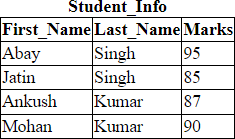 Student_Info
First_Name Last_Name Marks
Abay Singh 95
Jatin Singh 85
Ankush Kumar 87
Mohan Kumar 90